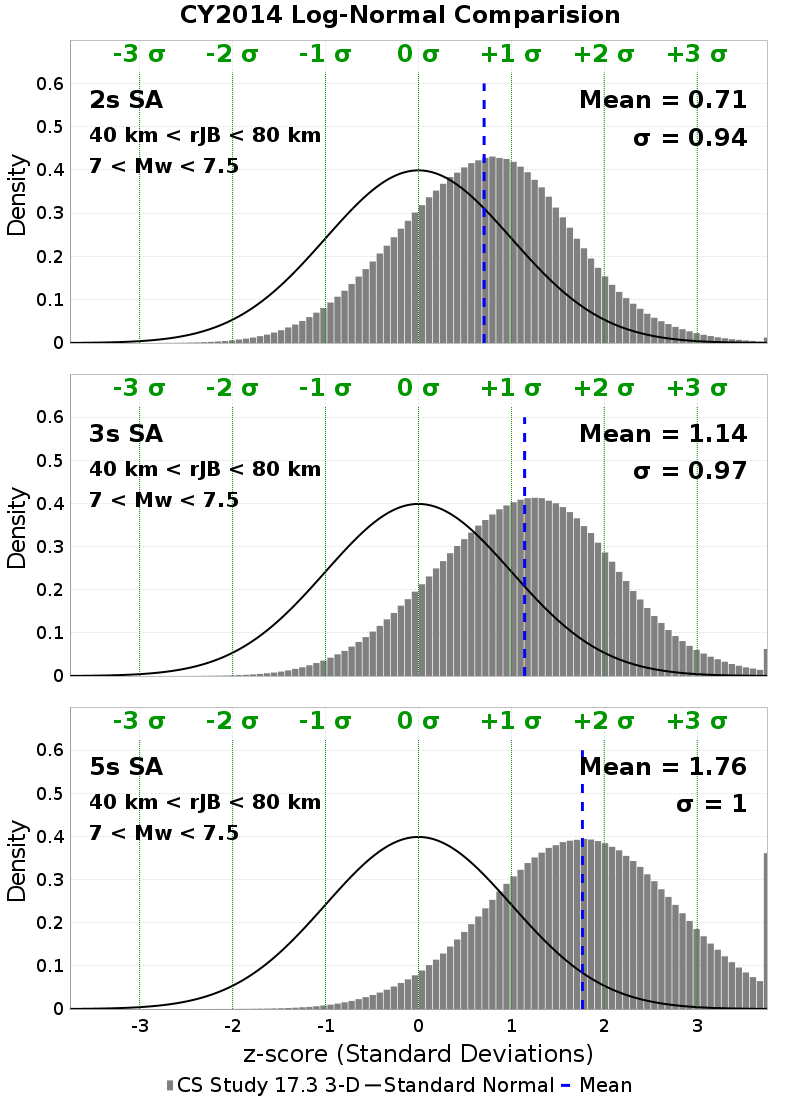 CY2014 Log-Normal Comparision
-3 σ -2 σ -1 σ 0 σ +1 σ +2 σ +3 σ
0.6
2s SA Mean = 0.71
0.5
40 km < rJB < 80 km σ = 0.94
7 < Mw < 7.5
0.4
0.3
0.2
0.1
0
Density
-3 σ -2 σ -1 σ 0 σ +1 σ +2 σ +3 σ
0.6
3s SA Mean = 1.14
0.5
40 km < rJB < 80 km σ = 0.97
7 < Mw < 7.5
0.4
0.3
0.2
0.1
0
Density
-3 σ -2 σ -1 σ 0 σ +1 σ +2 σ +3 σ
0.6
5s SA Mean = 1.76
0.5
40 km < rJB < 80 km σ = 1
7 < Mw < 7.5
0.4
0.3
0.2
0.1
0
Density
-3 -2 -1 0 1 2 3
z-score (Standard Deviations)
CS Study 17.3 3-D Standard Normal Mean